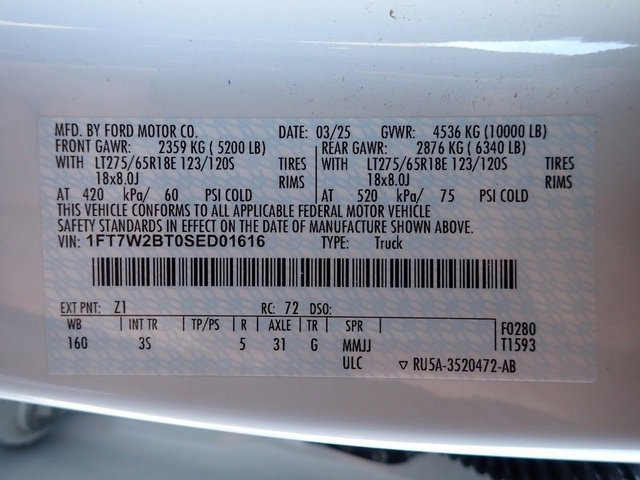 MFD. BY FORD MOTOR CO. DATE: 03/25 GVWR: 4536 KG (10000 LB)
FRONT GAWR: 2359 KG ( 5200 LB) REAR GAWR: 2876 KG ( 6340 LB)
WITH LT275/65R18E 123/120S TIRES WITH LT275/65R18E 123/120S TIRES
18x8.0J RIMS 18x8.0J RIMS
AT 420 kPa/ 60 PSI COLD AT 520 kPa/ 75 PSI COLD
THIS VEHICLE CONFORMS TO ALL APPLICABLE FEDERAL MOTOR VEHICLE
SAFETY STANDARDS IN EFFECT ON THE DATE OF MANUFACTURE SHOWN ABOVE.
VIN: 1FT7W2BT0SED01616 TYPE: Truck
EXT PNT: Z1 RC: 72 DSO:
WB INT TR TP/PS R AXLE TR SPR F0280
160 3S 5 31 G MMJJ T1593
ULC ▽ RU5A-3520472-AB